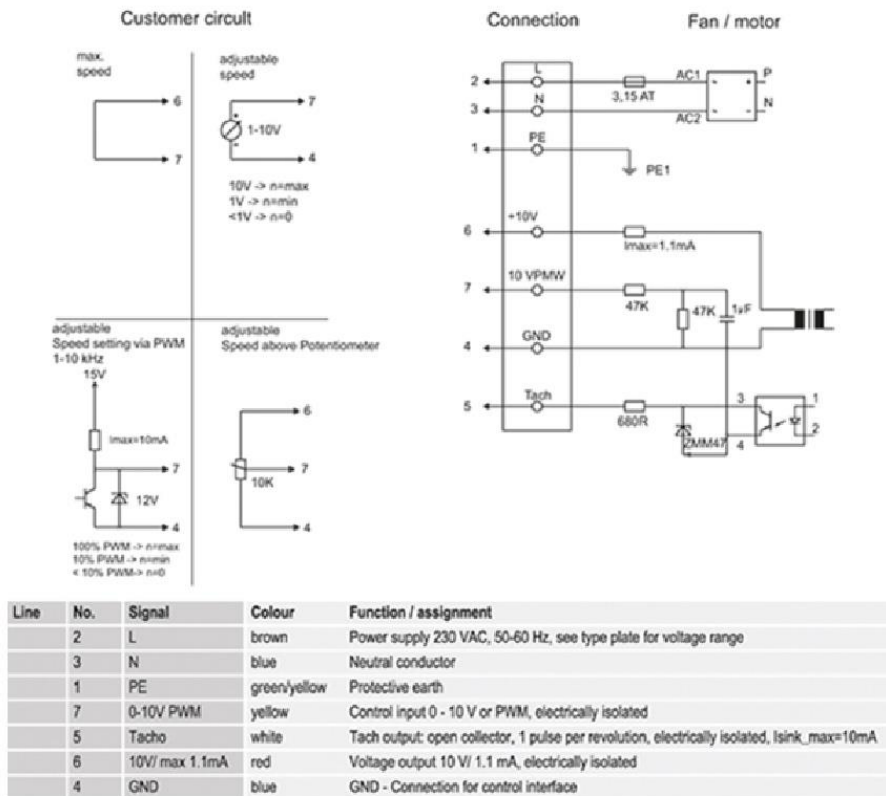 Customer circuit
Connection
Fan / motor
max.
speed
6
7
adjustable
speed
7
+
1-10V
-
4
10V -> n=max
1V -> n=min
<1V -> n=0
adjustable
Speed setting via PWM
1-10 kHz
15V
Imax=10mA
7
12V
4
100% PWM -> n=max
10% PWM -> n=min
< 10% PWM-> n=0
adjustable
Speed above Potentiometer
6
7
10K
4
2
L
3,15 AT
AC1
P
3
N
AC2
N
1
PE
PE1
6
+10V
Imax=1,1mA
7
10 VPMW
47K
47K
1µF
4
GND
5
Tach
680R
ZMM47
3
4
1
2
Line No. Signal Colour Function / assignment
2 L brown Power supply 230 VAC, 50-60 Hz, see type plate for voltage range
3 N blue Neutral conductor
1 PE green/yellow Protective earth
7 0-10V PWM yellow Control input 0 - 10 V or PWM, electrically isolated
5 Tacho white Tach output: open collector, 1 pulse per revolution, electrically isolated, Isink_max=10mA
6 10V/ max 1.1mA red Voltage output 10 V/ 1.1 mA, electrically isolated
4 GND blue GND - Connection for control interface